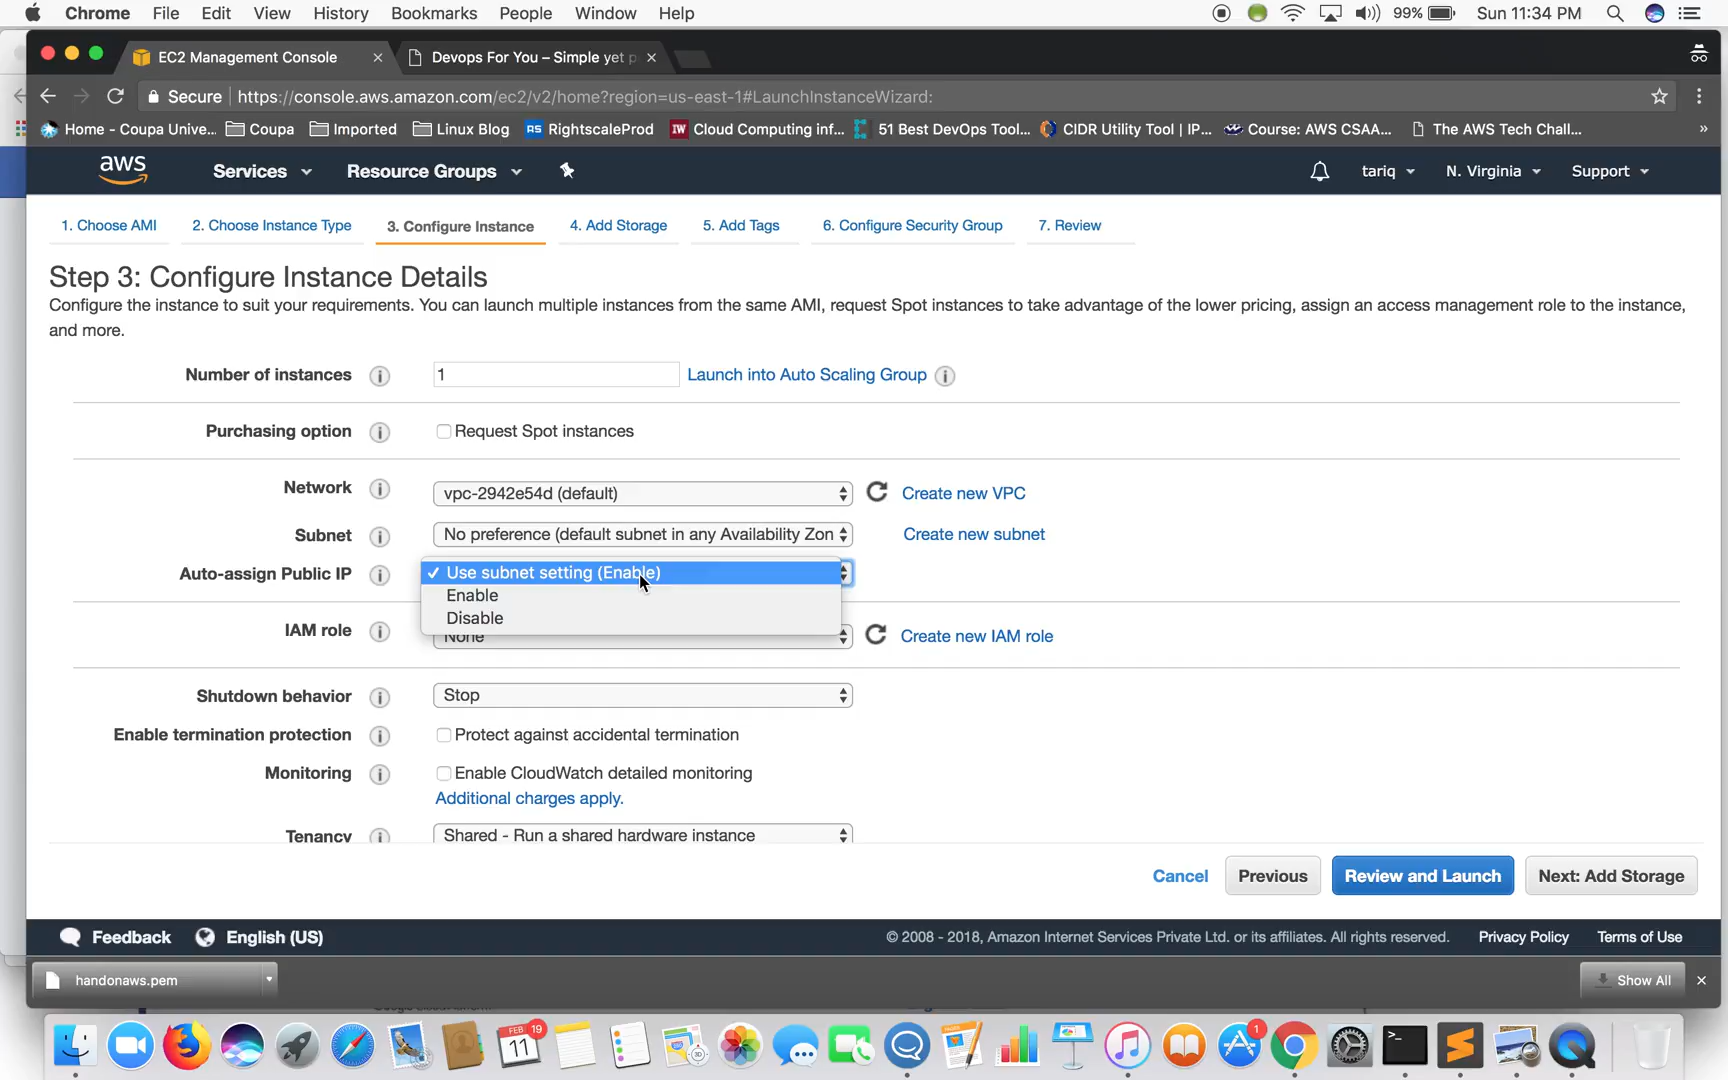 Chrome File Edit View History Bookmarks People Window Help 99% Sun 11:34 PM
EC2 Management Console Devops For You – Simple yet p
Secure https://console.aws.amazon.com/ec2/v2/home?region=us-east-1#LaunchInstanceWizard:
Home - Coupa Unive... Coupa Imported Linux Blog RS RightscaleProd IW Cloud Computing inf... 51 Best DevOps Tool... CIDR Utility Tool | IP... Course: AWS CSAA... The AWS Tech Chall... »
aws Services Resource Groups tariq N. Virginia Support
1. Choose AMI 2. Choose Instance Type 3. Configure Instance 4. Add Storage 5. Add Tags 6. Configure Security Group 7. Review
Step 3: Configure Instance Details
Configure the instance to suit your requirements. You can launch multiple instances from the same AMI, request Spot instances to take advantage of the lower pricing, assign an access management role to the instance,
and more.
Number of instances i 1 Launch into Auto Scaling Group i
Purchasing option i Request Spot instances
Network i vpc-2942e54d (default) Create new VPC
Subnet i No preference (default subnet in any Availability Zon Create new subnet
Auto-assign Public IP i ✓ Use subnet setting (Enable)
Enable
Disable
IAM role i None Create new IAM role
Shutdown behavior i Stop
Enable termination protection i Protect against accidental termination
Monitoring i Enable CloudWatch detailed monitoring
Additional charges apply.
Tenancy i Shared - Run a shared hardware instance
Cancel Previous Review and Launch Next: Add Storage
Feedback English (US) © 2008 - 2018, Amazon Internet Services Private Ltd. or its affiliates. All rights reserved. Privacy Policy Terms of Use
handonaws.pem Show All
FEB 11 19 1